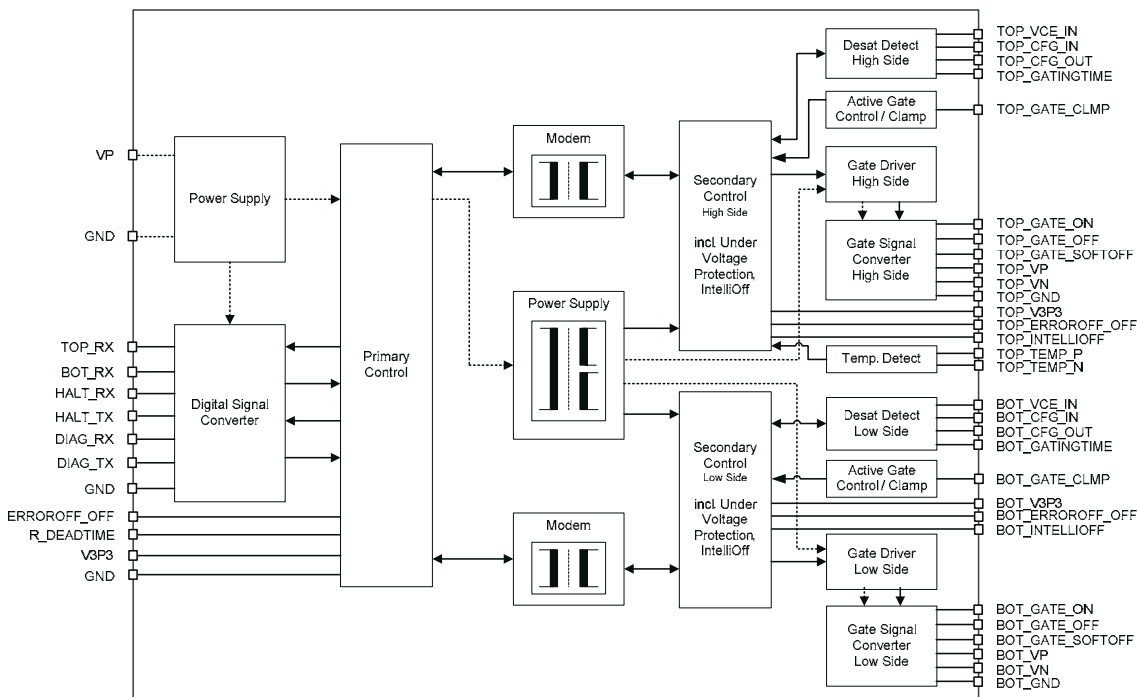 VP
GND
TOP_RX
BOT_RX
HALT_RX
HALT_TX
DIAG_RX
DIAG_TX
GND
ERROROFF_OFF
R_DEADTIME
V3P3
GND
Power Supply
Digital Signal
Converter
Primary
Control
Modem
Power Supply
Modem
Secondary
Control
High Side
incl. Under
Voltage
Protection,
IntelliOff
Secondary
Control
Low Side
incl. Under
Voltage
Protection,
IntelliOff
Desat Detect
High Side
Active Gate
Control / Clamp
Gate Driver
High Side
Gate Signal
Converter
High Side
Temp. Detect
Desat Detect
Low Side
Active Gate
Control / Clamp
Gate Driver
Low Side
Gate Signal
Converter
Low Side
TOP_VCE_IN
TOP_CFG_IN
TOP_CFG_OUT
TOP_GATINGTIME
TOP_GATE_CLMP
TOP_GATE_ON
TOP_GATE_OFF
TOP_GATE_SOFTOFF
TOP_VP
TOP_VN
TOP_GND
TOP_V3P3
TOP_ERROROFF_OFF
TOP_INTELLIOFF
TOP_TEMP_P
TOP_TEMP_N
BOT_VCE_IN
BOT_CFG_IN
BOT_CFG_OUT
BOT_GATINGTIME
BOT_GATE_CLMP
BOT_V3P3
BOT_ERROROFF_OFF
BOT_INTELLIOFF
BOT_GATE_ON
BOT_GATE_OFF
BOT_GATE_SOFTOFF
BOT_VP
BOT_VN
BOT_GND